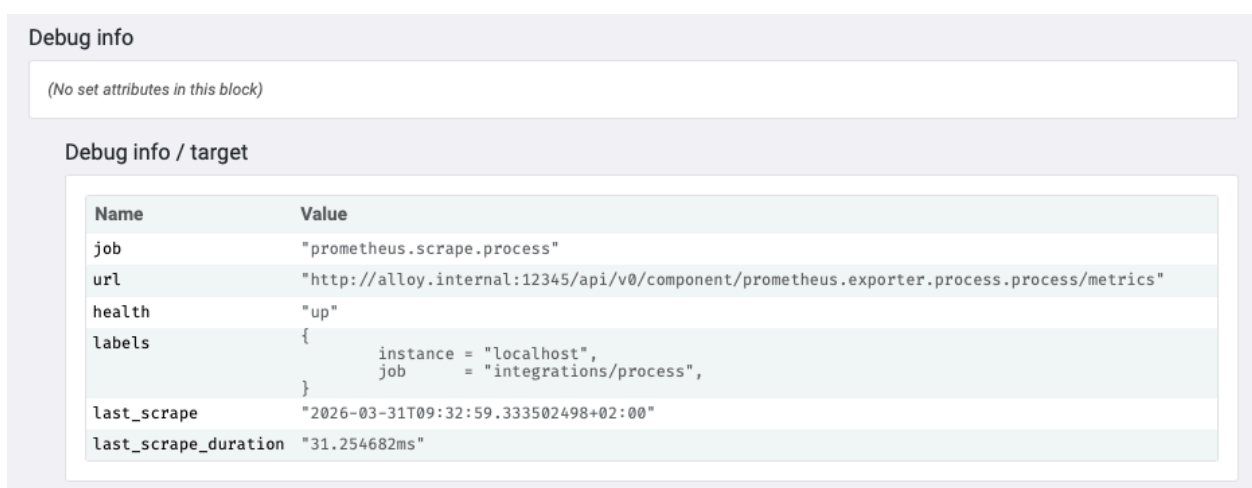 Debug info
(No set attributes in this block)
Debug info / target
Name Value
job "prometheus.scrape.process"
url "http://alloy.internal:12345/api/v0/component/prometheus.exporter.process.process/metrics"
health "up"
labels {
instance = "localhost",
job = "integrations/process",
}
last_scrape "2026-03-31T09:32:59.333502498+02:00"
last_scrape_duration "31.254682ms"